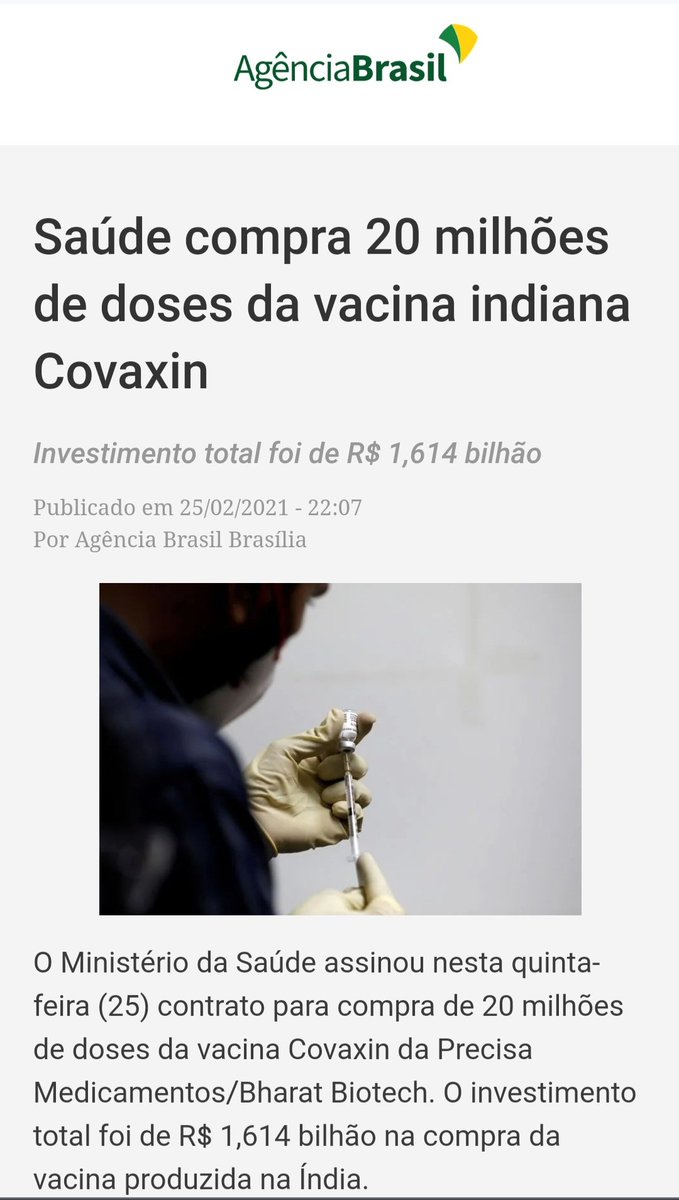 AgênciaBrasil
Saúde compra 20 milhões
de doses da vacina indiana
Covaxin
Investimento total foi de R$ 1,614 bilhão
Publicado em 25/02/2021 - 22:07
Por Agência Brasil Brasília
O Ministério da Saúde assinou nesta quinta-
feira (25) contrato para compra de 20 milhões
de doses da vacina Covaxin da Precisa
Medicamentos/Bharat Biotech. O investimento
total foi de R$ 1,614 bilhão na compra da
vacina produzida na Índia.